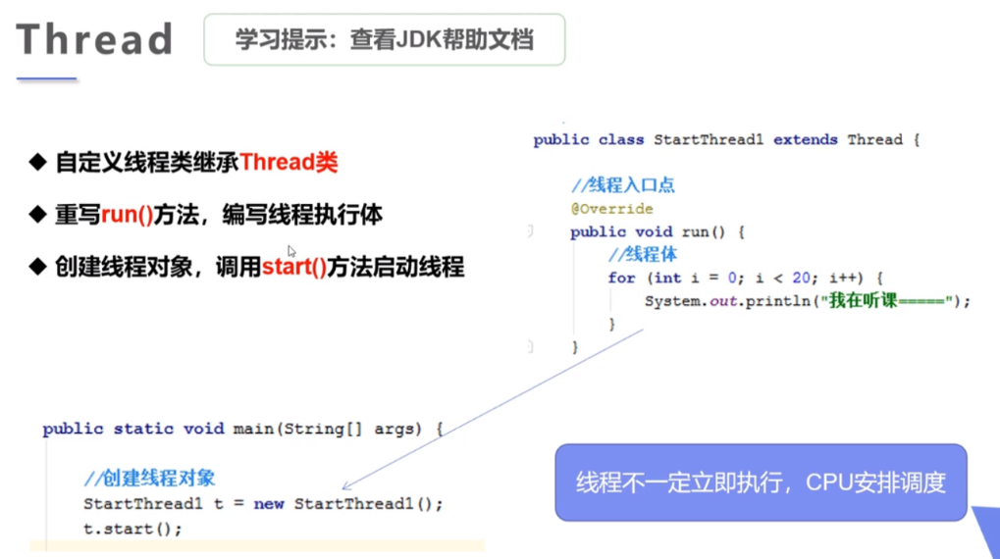 Thread
学习提示：查看JDK帮助文档
◆ 自定义线程类继承Thread类
◆ 重写run()方法，编写线程执行体
◆ 创建线程对象，调用start()方法启动线程
public class StartThread1 extends Thread {
//线程入口点
@Override
public void run() {
//线程体
for (int i = 0; i < 20; i++) {
System.out.println("我在听课=====");
}
}
public static void main(String[] args) {
//创建线程对象
StartThread1 t = new StartThread1();
t.start();
线程不一定立即执行，CPU安排调度